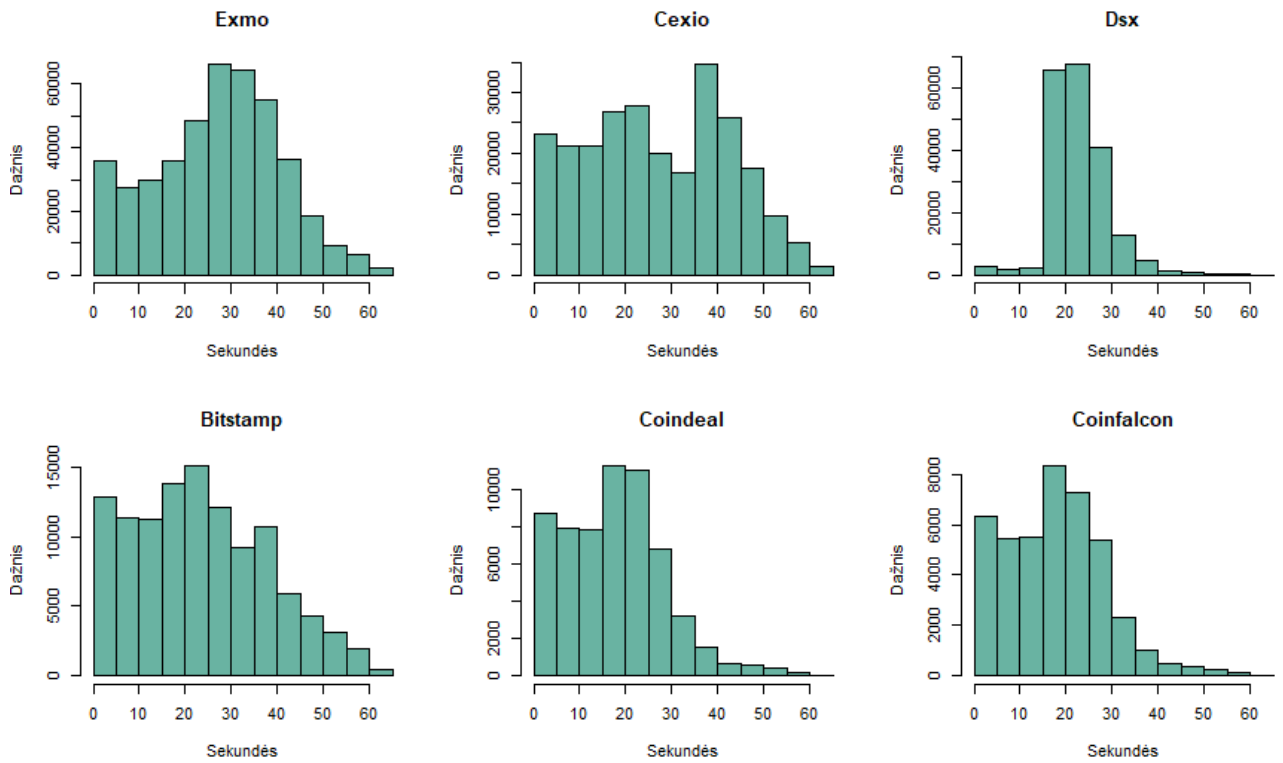 Exmo
Dažnis
0 20000 40000 60000
0 10 20 30 40 50 60
Sekundės
Cexio
Dažnis
0 10000 20000 30000
0 10 20 30 40 50 60
Sekundės
Dsx
Dažnis
0 20000 40000 60000
0 10 20 30 40 50 60
Sekundės
Bitstamp
Dažnis
0 5000 10000 15000
0 10 20 30 40 50 60
Sekundės
Coindeal
Dažnis
0 2000 6000 10000
0 10 20 30 40 50 60
Sekundės
Coinfalcon
Dažnis
0 2000 4000 6000 8000
0 10 20 30 40 50 60
Sekundės